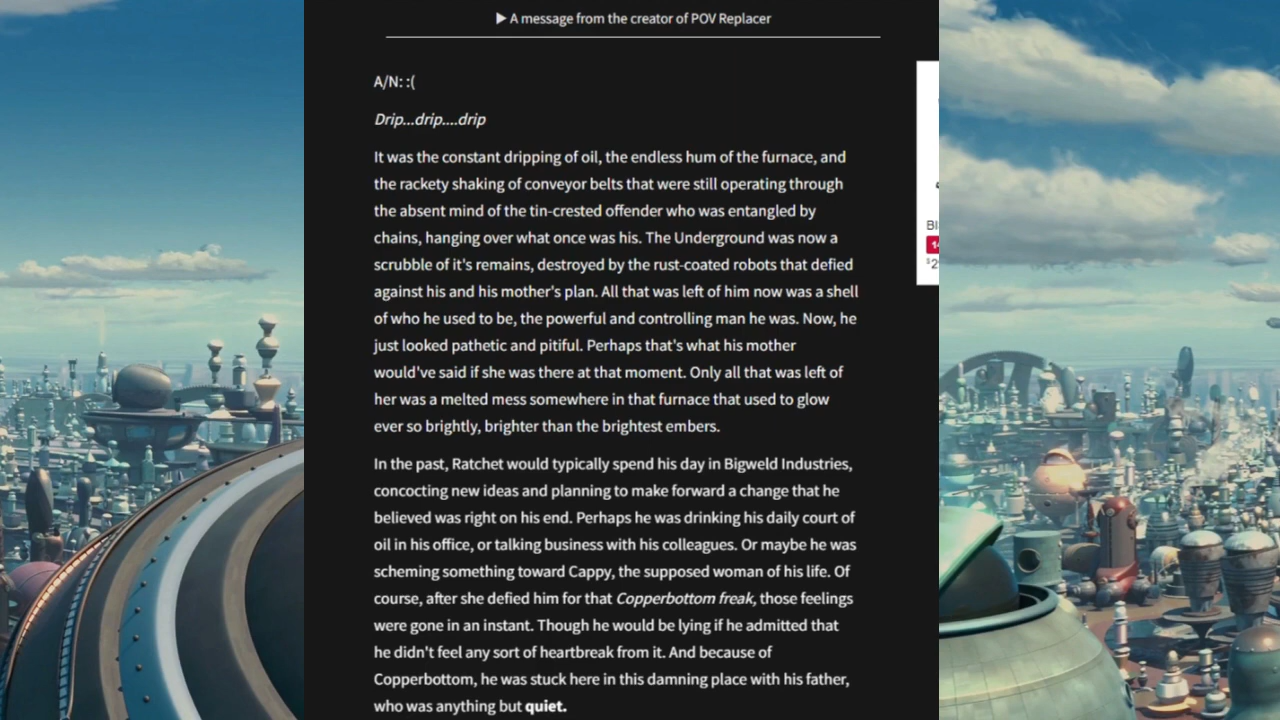 ▶ A message from the creator of POV Replacer
A/N: :(
Drip...drip....drip
It was the constant dripping of oil, the endless hum of the furnace, and
the rackety shaking of conveyor belts that were still operating through
the absent mind of the tin-crested offender who was entangled by
chains, hanging over what once was his. The Underground was now a
scrubble of it's remains, destroyed by the rust-coated robots that defied
against his and his mother's plan. All that was left of him now was a shell
of who he used to be, the powerful and controlling man he was. Now, he
just looked pathetic and pitiful. Perhaps that's what his mother
would've said if she was there at that moment. Only all that was left of
her was a melted mess somewhere in that furnace that used to glow
ever so brightly, brighter than the brightest embers.
In the past, Ratchet would typically spend his day in Bigweld Industries,
concocting new ideas and planning to make forward a change that he
believed was right on his end. Perhaps he was drinking his daily court of
oil in his office, or talking business with his colleagues. Or maybe he was
scheming something toward Cappy, the supposed woman of his life. Of
course, after she defied him for that Copperbottom freak, those feelings
were gone in an instant. Though he would be lying if he admitted that
he didn't feel any sort of heartbreak from it. And because of
Copperbottom, he was stuck here in this damning place with his father,
who was anything but quiet.